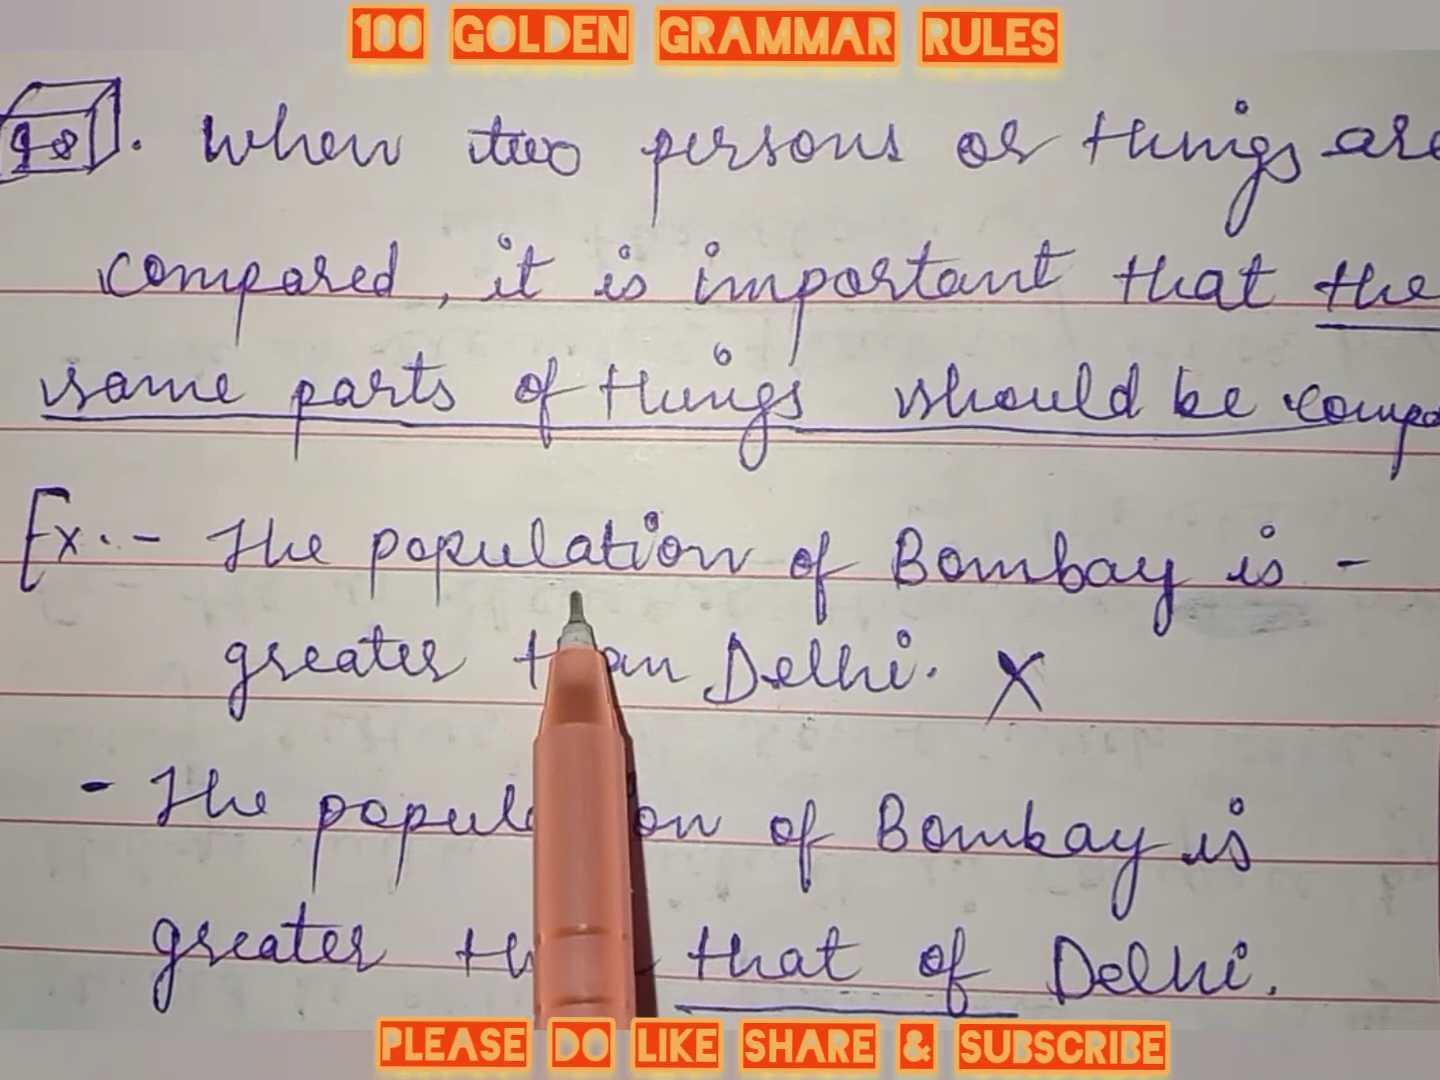 100 GOLDEN GRAMMAR RULES
98. When two persons or things are
compared, it is important that the
same parts of things should be compa
Ex. - The population of Bombay is -
greater than Delhi. X
- The population of Bombay is
greater th that of Delhi.
PLEASE DO LIKE SHARE & SUBSCRIBE